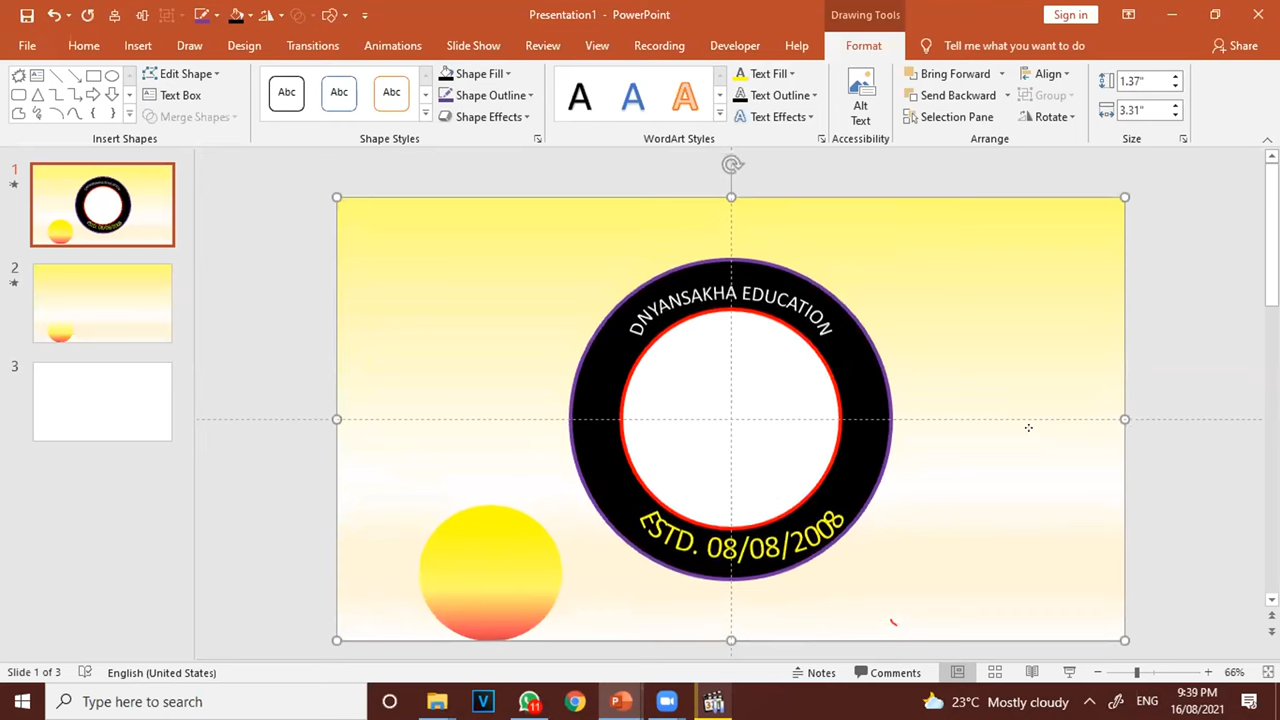 Presentation1 - PowerPoint
Drawing Tools
Sign in
File
Home
Insert
Draw
Design
Transitions
Animations
Slide Show
Review
View
Recording
Developer
Help
Format
Tell me what you want to do
Share
Edit Shape
Text Box
Merge Shapes
Insert Shapes
Abc
Abc
Abc
Shape Fill
Shape Outline
Shape Effects
Shape Styles
A
A
A
Text Fill
Text Outline
Text Effects
WordArt Styles
Alt
Text
Accessibility
Bring Forward
Send Backward
Selection Pane
Align
Group
Rotate
Arrange
1.37"
3.31"
Size
1
2
3
DNYANSAKHA EDUCATION
ESTD. 08/08/2008
Slide 1 of 3
English (United States)
Notes
Comments
66%
Type here to search
11
23°C Mostly cloudy
ENG
9:39 PM
16/08/2021